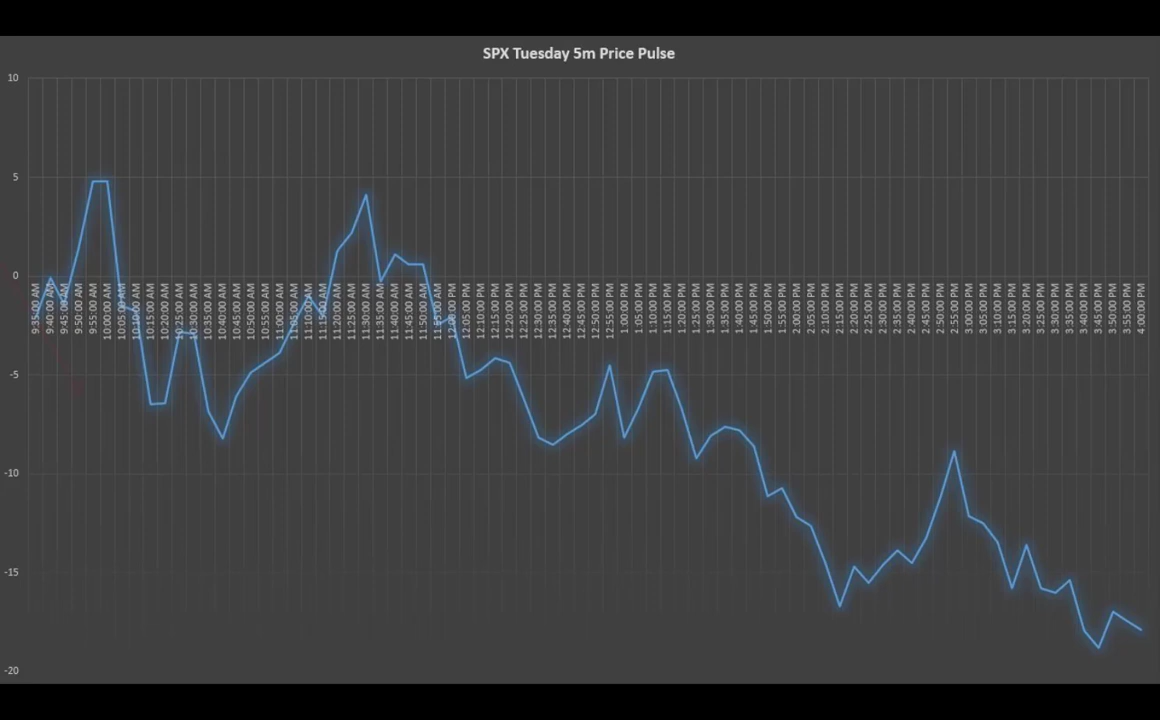 SPX Tuesday 5m Price Pulse
10
5
0
-5
-10
-15
-20
9:35:00 AM
9:40:00 AM
9:45:00 AM
9:50:00 AM
9:55:00 AM
10:00:00 AM
10:05:00 AM
10:10:00 AM
10:15:00 AM
10:20:00 AM
10:25:00 AM
10:30:00 AM
10:35:00 AM
10:40:00 AM
10:45:00 AM
10:50:00 AM
10:55:00 AM
11:00:00 AM
11:05:00 AM
11:10:00 AM
11:15:00 AM
11:20:00 AM
11:25:00 AM
11:30:00 AM
11:35:00 AM
11:40:00 AM
11:45:00 AM
11:50:00 AM
11:55:00 AM
12:00:00 PM
12:05:00 PM
12:10:00 PM
12:15:00 PM
12:20:00 PM
12:25:00 PM
12:30:00 PM
12:35:00 PM
12:40:00 PM
12:45:00 PM
12:50:00 PM
12:55:00 PM
1:00:00 PM
1:05:00 PM
1:10:00 PM
1:15:00 PM
1:20:00 PM
1:25:00 PM
1:30:00 PM
1:35:00 PM
1:40:00 PM
1:45:00 PM
1:50:00 PM
1:55:00 PM
2:00:00 PM
2:05:00 PM
2:10:00 PM
2:15:00 PM
2:20:00 PM
2:25:00 PM
2:30:00 PM
2:35:00 PM
2:40:00 PM
2:45:00 PM
2:50:00 PM
2:55:00 PM
3:00:00 PM
3:05:00 PM
3:10:00 PM
3:15:00 PM
3:20:00 PM
3:25:00 PM
3:30:00 PM
3:35:00 PM
3:40:00 PM
3:45:00 PM
3:50:00 PM
3:55:00 PM
4:00:00 PM